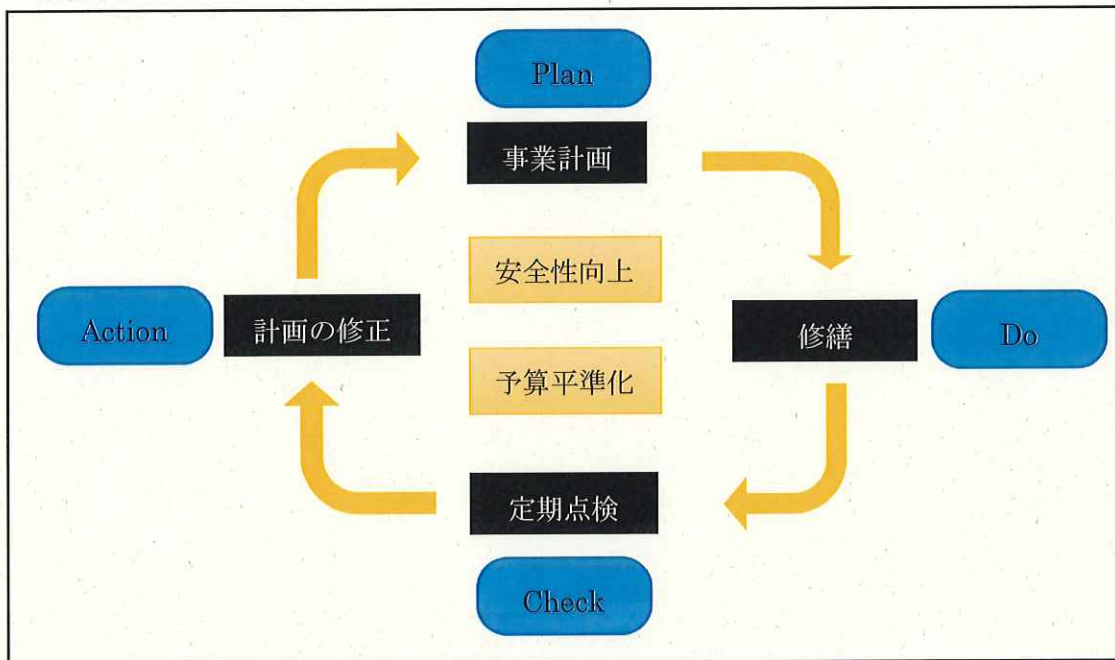 Plan
事業計画
安全性向上
Action
計画の修正
修繕
Do
予算平準化
定期点検
Check